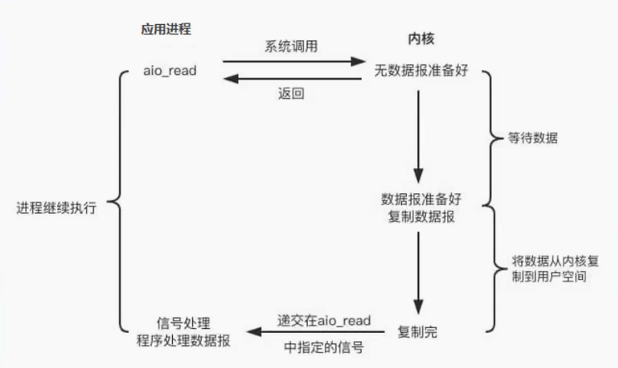 应用进程
系统调用
内核
aio_read
无数据报准备好
返回
等待数据
数据报准备好
复制数据报
进程继续执行
将数据从内核复
制到用户空间
信号处理
程序处理数据报
递交在aio_read
中指定的信号
复制完